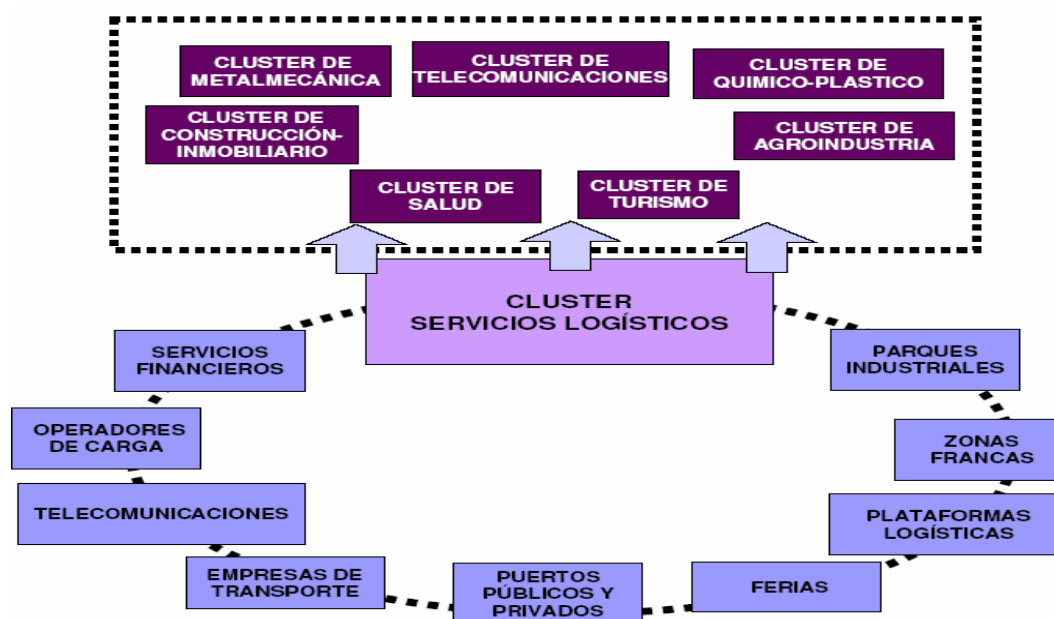 CLUSTER DE
METALMECÁNICA
CLUSTER DE
TELECOMUNICACIONES
CLUSTER DE
QUIMICO-PLASTICO
CLUSTER DE
CONSTRUCCIÓN-
INMOBILIARIO
CLUSTER DE
AGROINDUSTRIA
CLUSTER DE
SALUD
CLUSTER DE
TURISMO
CLUSTER
SERVICIOS LOGÍSTICOS
SERVICIOS
FINANCIEROS
PARQUES
INDUSTRIALES
OPERADORES
DE CARGA
ZONAS
FRANCAS
TELECOMUNICACIONES
PLATAFORMAS
LOGÍSTICAS
EMPRESAS DE
TRANSPORTE
PUERTOS
PÚBLICOS Y
PRIVADOS
FERIAS